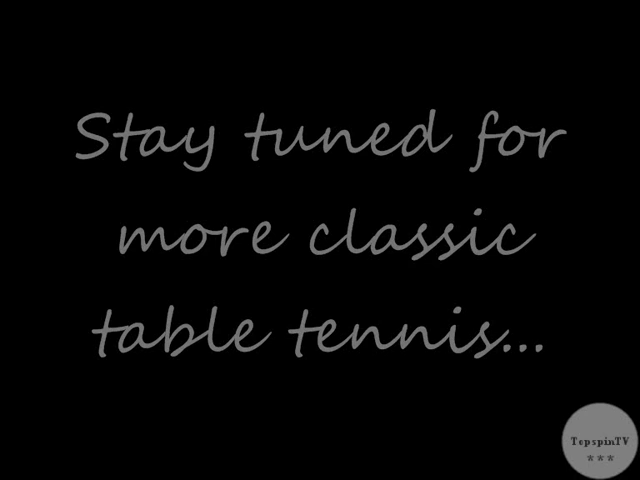 Stay tuned for
more classic
table tennis...
TopspinTV
***